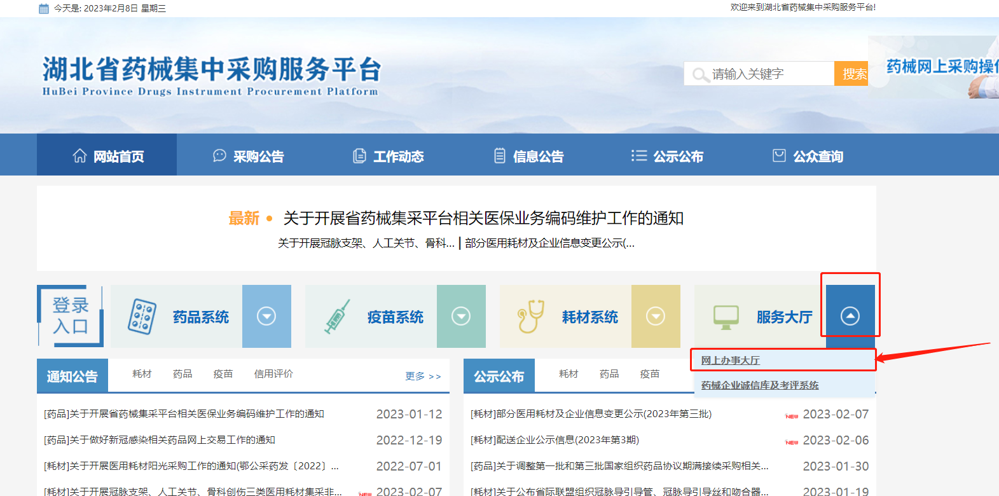 今天是: 2023年2月8日 星期三
欢迎来到湖北省药械集中采购服务平台!
湖北省药械集中采购服务平台
HuBei Province Drugs Instrument Procurement Platform
请输入关键字
搜索
药械网上采购操作
网站首页
采购公告
工作动态
信息公告
公示公布
公众查询
最新 • 关于开展省药械集采平台相关医保业务编码维护工作的通知
关于开展冠脉支架、人工关节、骨科... | 部分医用耗材及企业信息变更公示(...
登录
入口
药品系统
疫苗系统
耗材系统
服务大厅
网上办事大厅
药械企业诚信库及考评系统
通知公告
耗材
药品
疫苗
信用评价
更多 >>
[药品]关于开展省药械集采平台相关医保业务编码维护工作的通知 2023-01-12
[药品]关于做好新冠感染相关药品网上交易工作的通知 2022-12-19
[耗材]关于开展医用耗材阳光采购工作的通知(鄂公采药发〔2022〕... 2022-07-01
[耗材]关于开展冠脉支架、人工关节、骨科创伤三类医用耗材集采非... NEW 2023-02-07
公示公布
耗材
药品
疫苗
[耗材]部分医用耗材及企业信息变更公示(2023年第三批) NEW 2023-02-07
[耗材]配送企业公示信息(2023年第3期) NEW 2023-02-06
[药品]关于调整第一批和第三批国家组织药品协议期满接续采购相关... 2023-01-30
[耗材]关于公布省际联盟组织冠脉导引导管、冠脉导引导丝和吻合器... 2023-01-19